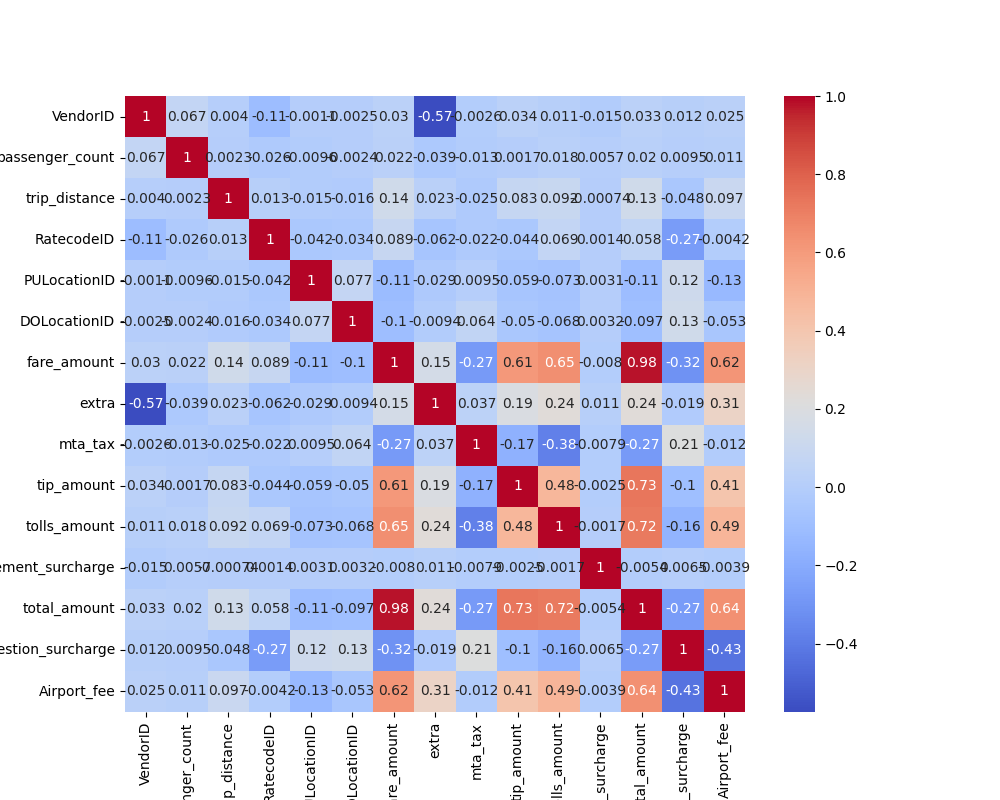 VendorID 1 0.067 0.004 -0.11 -0.0011 -0.0025 0.03 -0.57 0.0026 0.034 0.011 -0.015 0.033 0.012 0.025 1.0
passenger_count 0.067 1 0.0023 -0.026 -0.0096 -0.0024 0.022 -0.039 -0.013 0.0017 0.018 0.0057 0.02 0.0095 0.011
0.8
trip_distance 0.004 0.0023 1 0.013 -0.015 -0.016 0.14 0.023 -0.025 0.083 0.092 -0.00074 0.13 -0.048 0.097
RatecodeID -0.11 -0.026 0.013 1 -0.042 -0.034 0.089 -0.062 -0.022 -0.044 0.069 0.0014 0.058 -0.27 -0.0042
0.6
PULocationID -0.0011 -0.0096 -0.015 -0.042 1 0.077 -0.11 -0.029 0.0095 -0.059 -0.073 0.0031 -0.11 0.12 -0.13
DOLocationID -0.0025 -0.0024 -0.016 -0.034 0.077 1 -0.1 -0.0094 0.064 -0.05 -0.068 0.0032 -0.097 0.13 -0.053
0.4
fare_amount 0.03 0.022 0.14 0.089 -0.11 -0.1 1 0.15 -0.27 0.61 0.65 -0.008 0.98 -0.32 0.62
extra -0.57 -0.039 0.023 -0.062 -0.029 -0.0094 0.15 1 0.037 0.19 0.24 0.011 0.24 -0.019 0.31
0.2
mta_tax 0.0026 -0.013 -0.025 -0.022 0.0095 0.064 -0.27 0.037 1 -0.17 -0.38 -0.0079 -0.27 0.21 -0.012
tip_amount 0.034 0.0017 0.083 -0.044 -0.059 -0.05 0.61 0.19 -0.17 1 0.48 -0.0025 0.73 -0.1 0.41
0.0
tolls_amount 0.011 0.018 0.092 0.069 -0.073 -0.068 0.65 0.24 -0.38 0.48 1 -0.0017 0.72 -0.16 0.49
ement_surcharge -0.015 0.0057 -0.00074 0.0014 0.0031 0.0032 -0.008 0.011 -0.0079 -0.0025 -0.0017 1 -0.0054 0.0065 -0.0039
−0.2
total_amount 0.033 0.02 0.13 0.058 -0.11 -0.097 0.98 0.24 -0.27 0.73 0.72 -0.0054 1 -0.27 0.64
estion_surcharge 0.012 0.0095 -0.048 -0.27 0.12 0.13 -0.32 -0.019 0.21 -0.1 -0.16 0.0065 -0.27 1 -0.43
−0.4
Airport_fee 0.025 0.011 0.097 -0.0042 -0.13 -0.053 0.62 0.31 -0.012 0.41 0.49 -0.0039 0.64 -0.43 1
VendorID
nger_count
p_distance
RatecodeID
LocationID
LocationID
re_amount
extra
mta_tax
tip_amount
lls_amount
_surcharge
tal_amount
_surcharge
Airport_fee